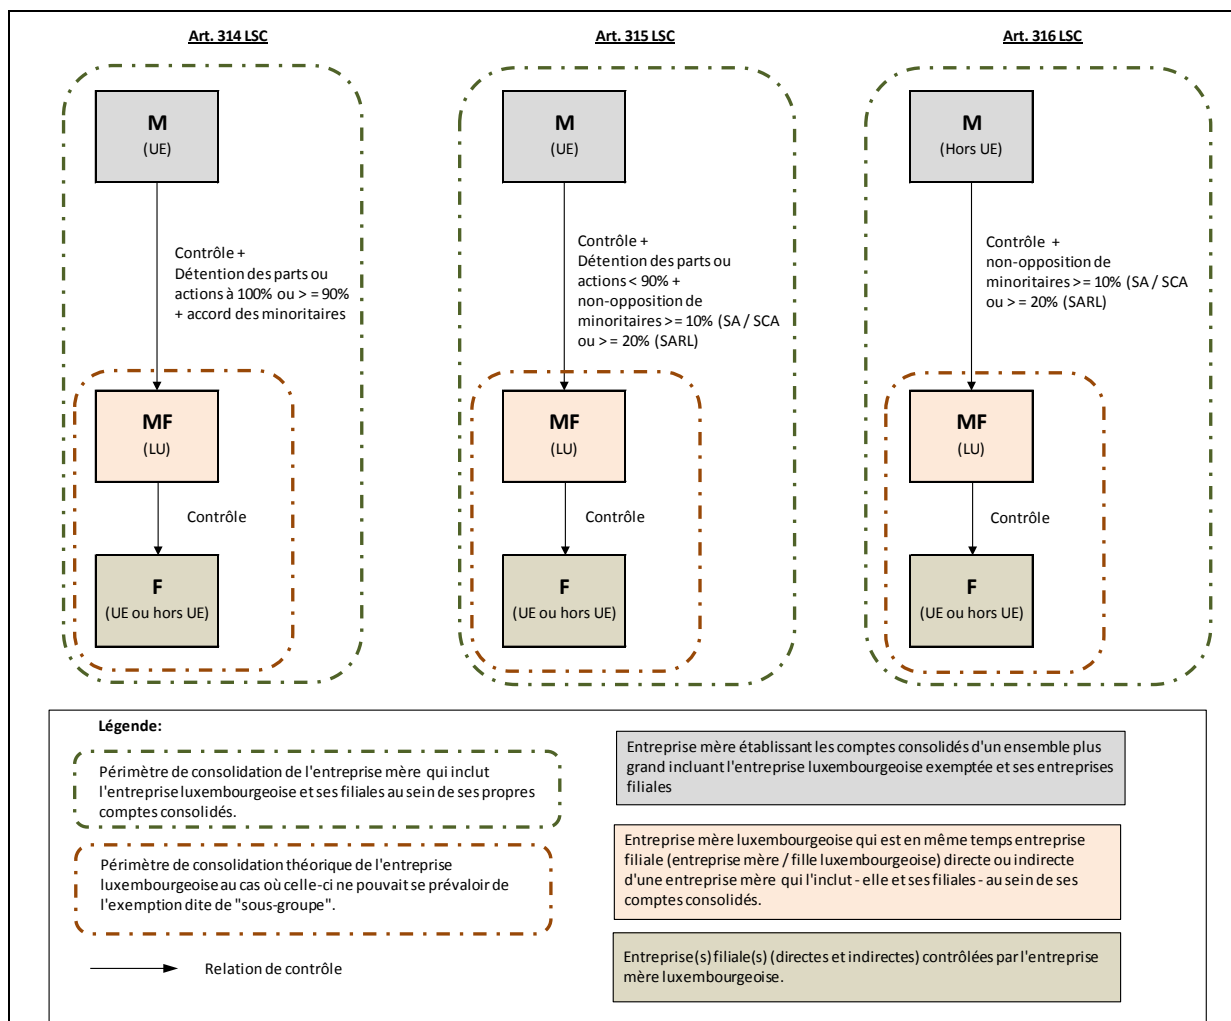 Art. 314 LSC
M
(UE)
Contrôle +
Détention des parts ou
actions à 100% ou > = 90%
+ accord des minoritaires
MF
(LU)
Contrôle
F
(UE ou hors UE)
Art. 315 LSC
M
(UE)
Contrôle +
Détention des parts ou
actions < 90% +
non-opposition de
minoritaires > = 10% (SA / SCA
ou > = 20% (SARL)
MF
(LU)
Contrôle
F
(UE ou hors UE)
Art. 316 LSC
M
(Hors UE)
Contrôle +
non-opposition de
minoritaires >= 10% (SA / SCA
ou > = 20% (SARL)
MF
(LU)
Contrôle
F
(UE ou hors UE)
Légende:
Périmètre de consolidation de l'entreprise mère qui inclut
l'entreprise luxembourgeoise et ses filiales au sein de ses propres
comptes consolidés.
Périmètre de consolidation théorique de l'entreprise
luxembourgeoise au cas où celle-ci ne pouvait se prévaloir de
l'exemption dite de "sous-groupe".
Relation de contrôle
Entreprise mère établissant les comptes consolidés d'un ensemble plus
grand incluant l'entreprise luxembourgeoise exemptée et ses entreprises
filiales
Entreprise mère luxembourgeoise qui est en même temps entreprise
filiale (entreprise mère / fille luxembourgeoise) directe ou indirecte
d'une entreprise mère qui l'inclut - elle et ses filiales - au sein de ses
comptes consolidés.
Entreprise(s) filiale(s) (directes et indirectes) contrôlées par l'entreprise
mère luxembourgeoise.